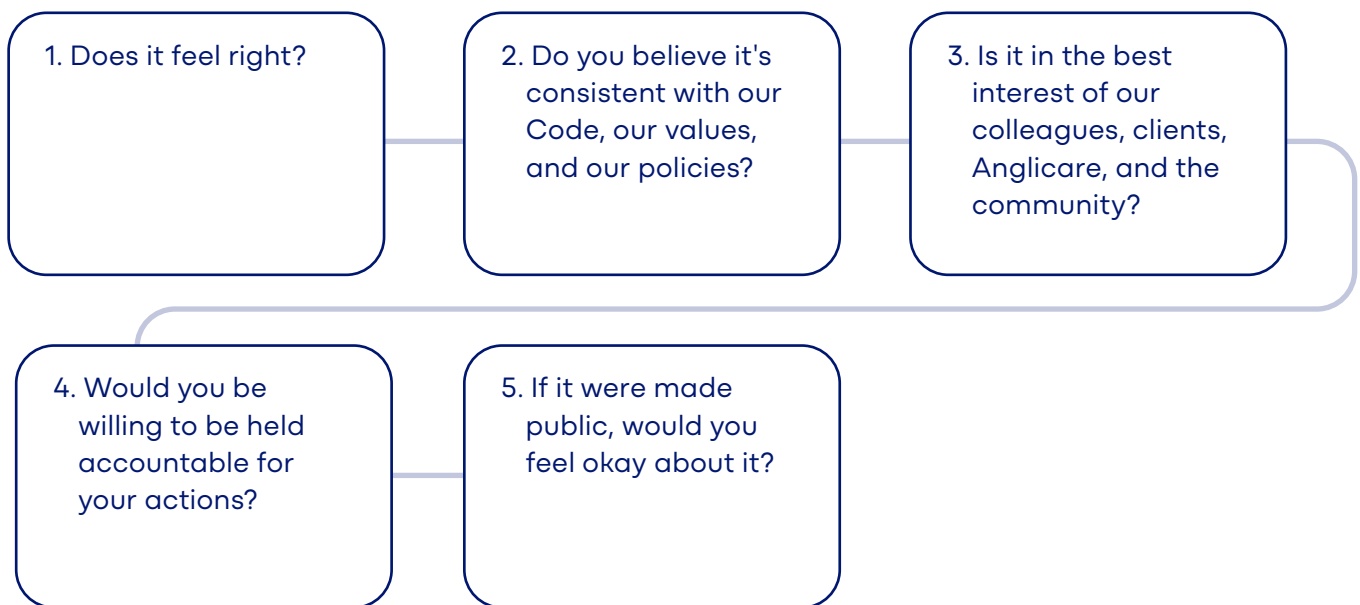 1. Does it feel right?
2. Do you believe it's
consistent with our
Code, our values,
and our policies?
3. Is it in the best
interest of our
colleagues, clients,
Anglicare, and the
community?
4. Would you be
willing to be held
accountable for
your actions?
5. If it were made
public, would you
feel okay about it?